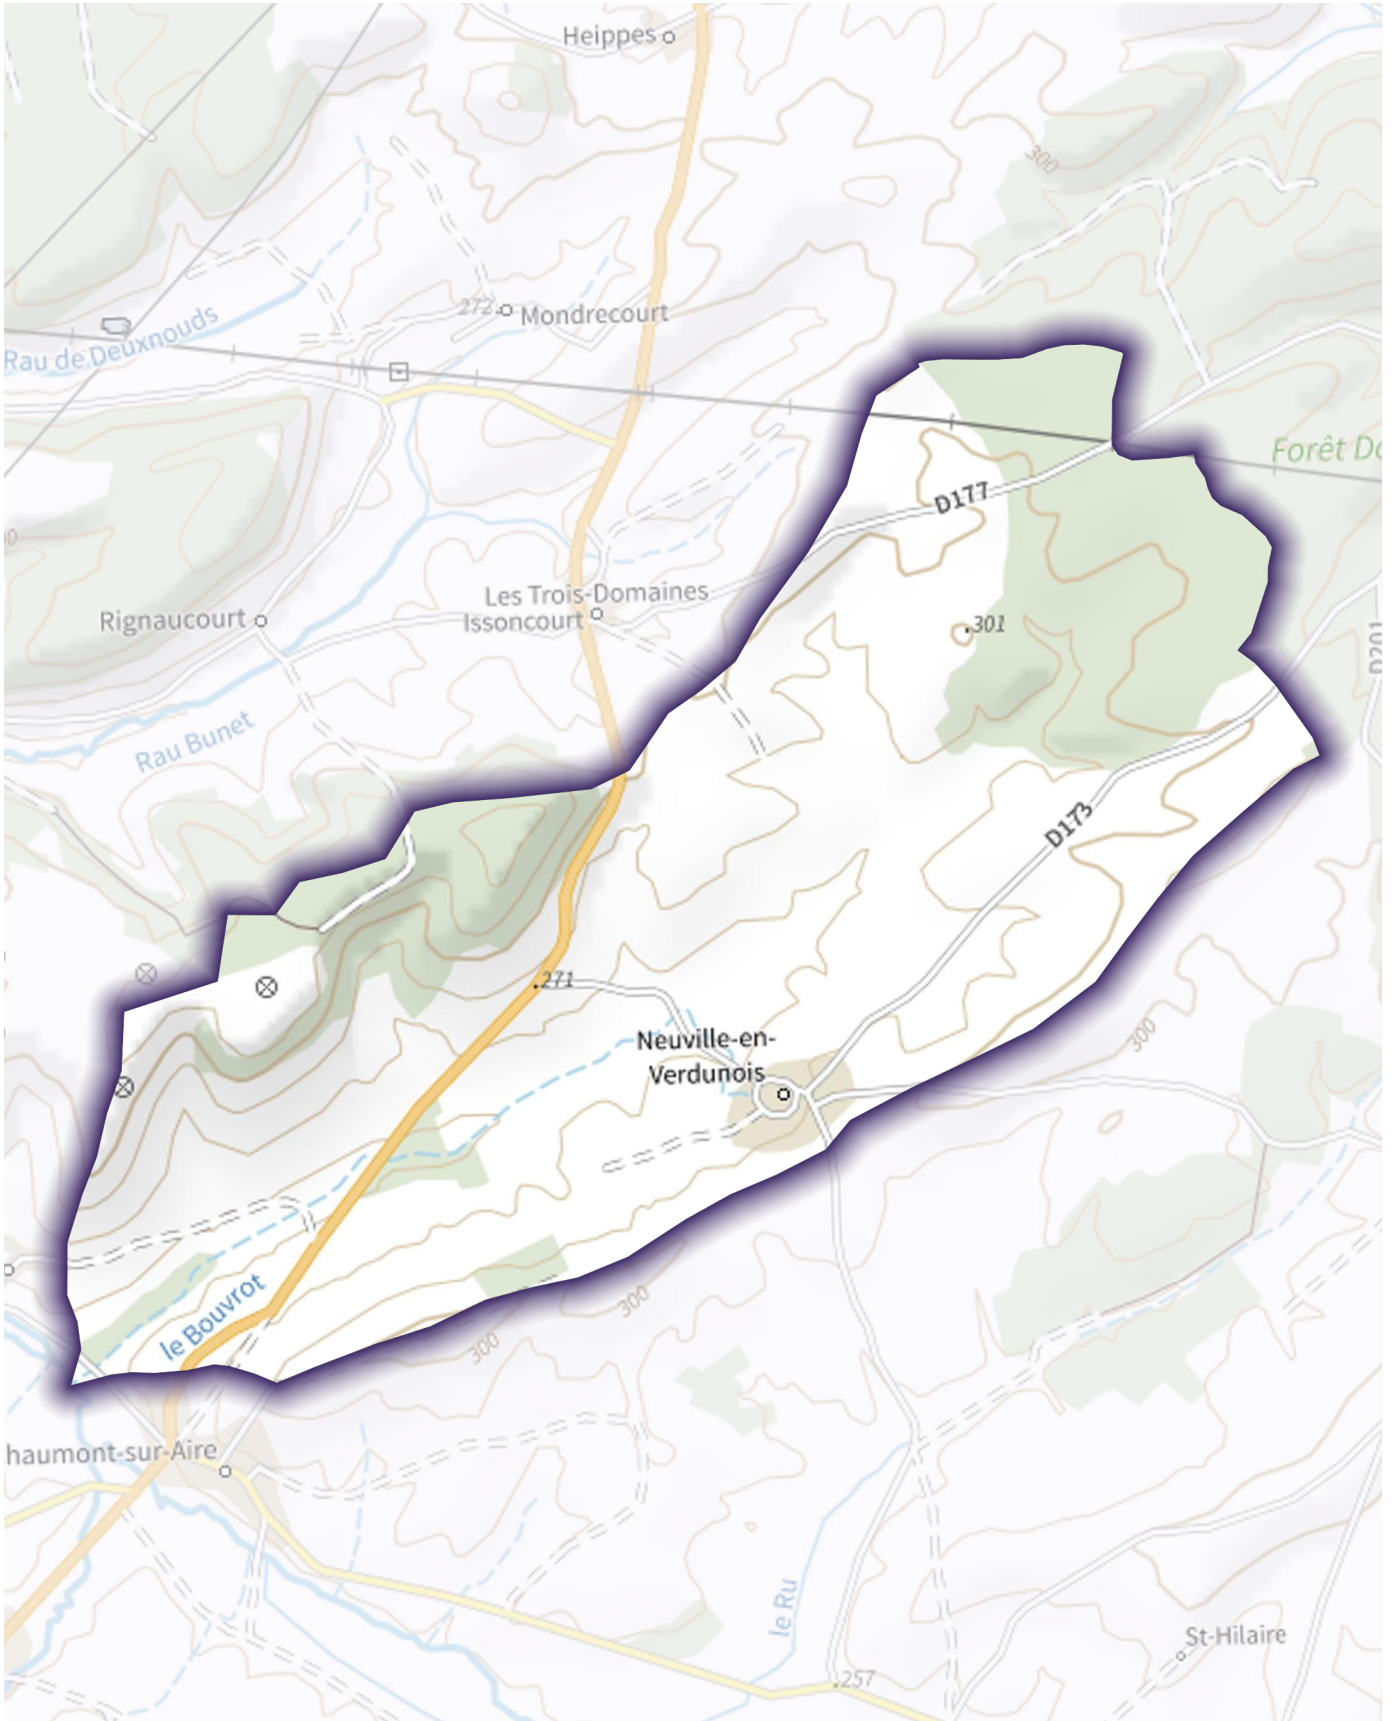 Heippes
300
272
Mondrecourt
Rau de Deuxnouds
Forêt Do
D177
Les Trois-Domaines
Issoncourt
Rignaucourt
301
D201
Rau Bunet
D173
271
Neuville-en-
Verdunois
300
le Bouvrot
300
300
haumont-sur-Aire
le Ru
St-Hilaire
257